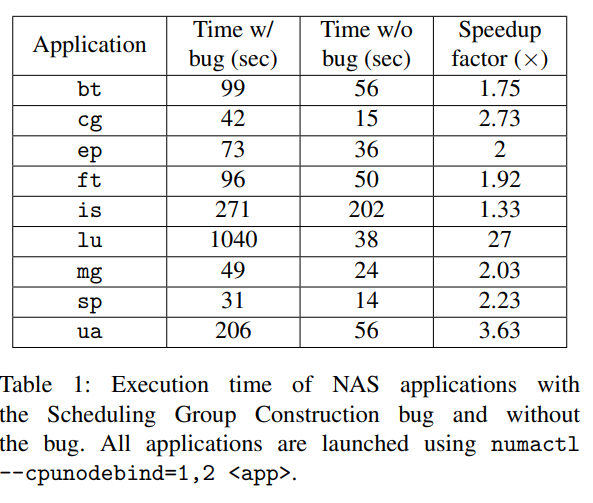 Application Time w/ bug (sec) Time w/o bug (sec) Speedup factor (×)
bt 99 56 1.75
cg 42 15 2.73
ep 73 36 2
ft 96 50 1.92
is 271 202 1.33
lu 1040 38 27
mg 49 24 2.03
sp 31 14 2.23
ua 206 56 3.63
Table 1: Execution time of NAS applications with
the Scheduling Group Construction bug and without
the bug. All applications are launched using numactl
--cpunodebind=1,2 <app>.